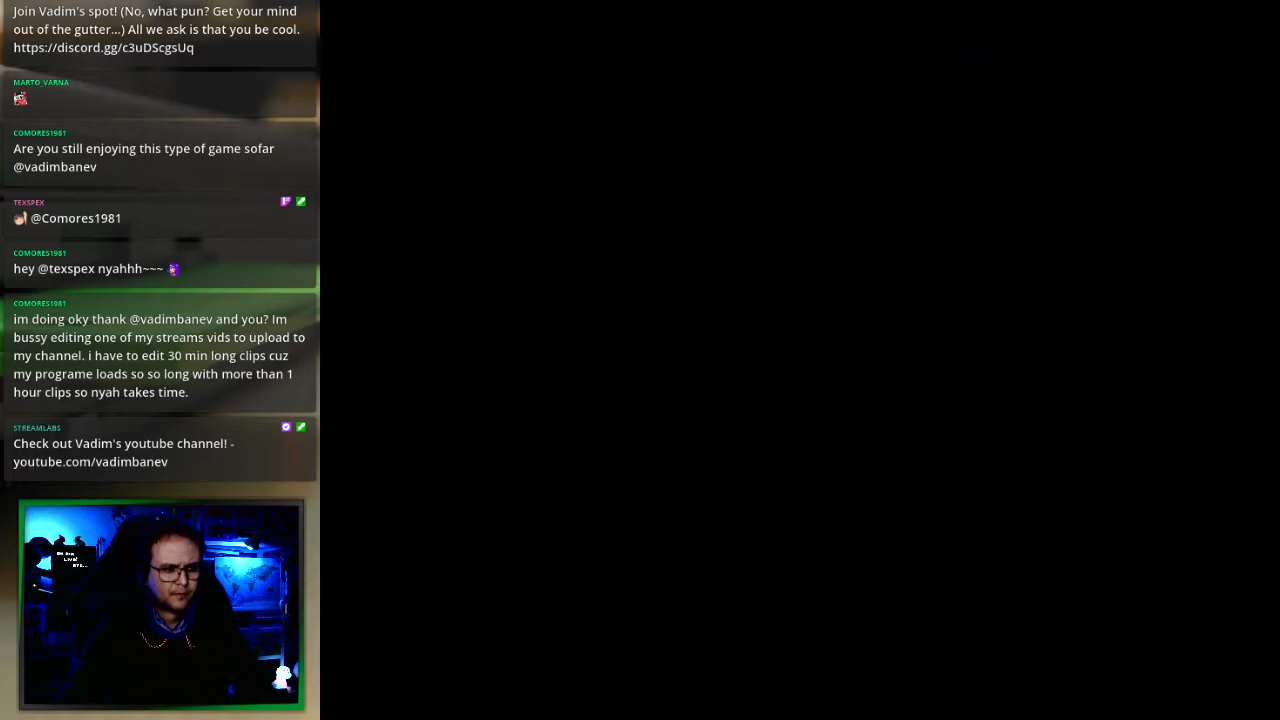 Join Vadim's spot! (No, what pun? Get your mind
out of the gutter...) All we ask is that you be cool.
https://discord.gg/c3uDScgsUq
MARTO_VARNA
COMORES1981
Are you still enjoying this type of game sofar
@vadimbanev
TEXSPEX
@Comores1981
COMORES1981
hey @texspex nyahhh~~~
COMORES1981
im doing oky thank @vadimbanev and you? Im
bussy editing one of my streams vids to upload to
my channel. i have to edit 30 min long clips cuz
my programe loads so so long with more than 1
hour clips so nyah takes time.
STREAMLABS
Check out Vadim's youtube channel! -
youtube.com/vadimbanev